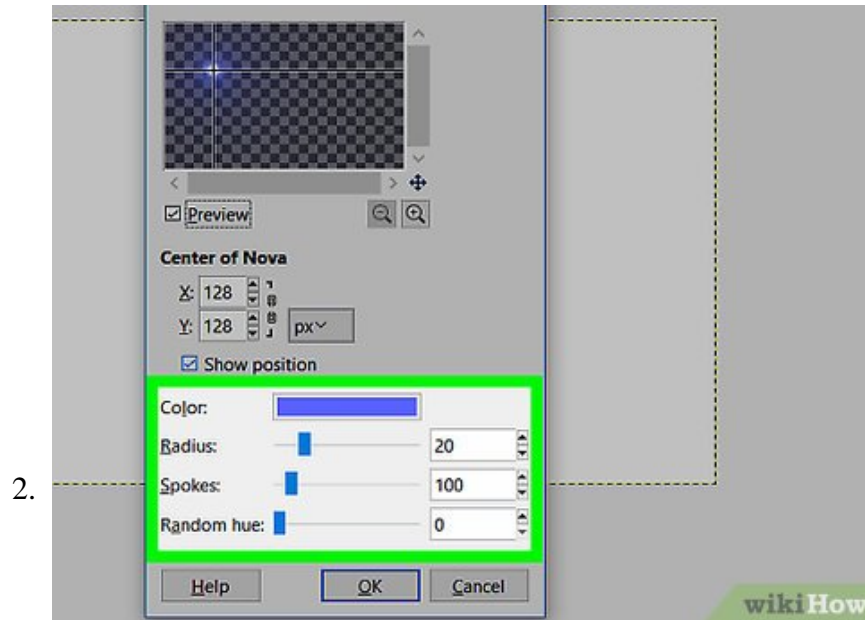 Preview
Center of Nova
X: 128
Y: 128 px
Show position
Color:
Radius: 20
2.
Spokes: 100
Random hue: 0
Help OK Cancel
wikiHow